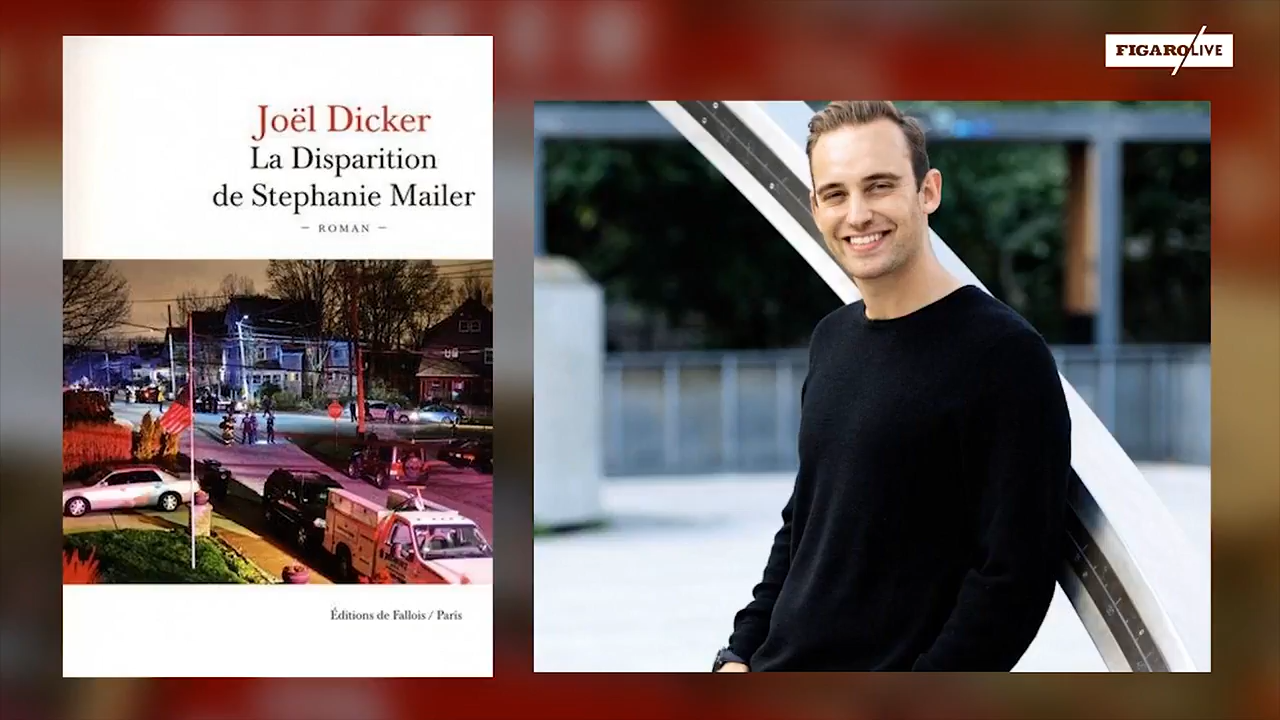 Joël Dicker
La Disparition
de Stephanie Mailer
– ROMAN –
Éditions de Fallois / Paris
FIGAROLIVE